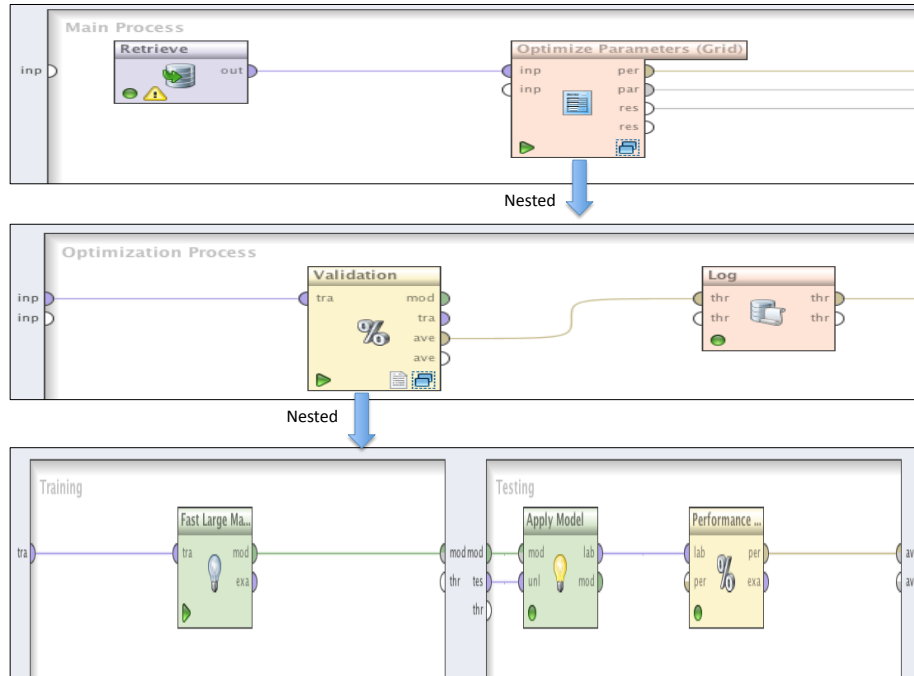 Main Process
Retrieve
Optimize Parameters (Grid)
inp
out
inp
per
inp
par
res
res
Nested
Optimization Process
Validation
Log
inp
tra
mod
thr
thr
inp
tra
thr
thr
ave
ave
Nested
Training
Testing
Fast Large Ma...
Apply Model
Performance ...
tra
tra
mod
mod
mod
mod
lab
lab
per
av
exa
thr
tes
unl
mod
per
exa
av
thr